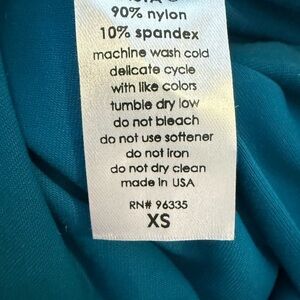 90% nylon
10% spandex
machine wash cold
delicate cycle
with like colors
tumble dry low
do not bleach
do not use softener
do not iron
do not dry clean
made in USA
RN# 96335
XS